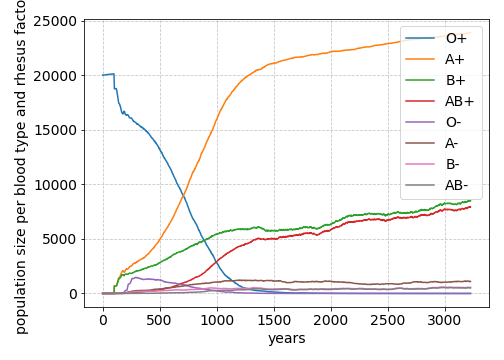 population size per blood type and rhesus facto
25000
20000
15000
10000
5000
0
0
500
1000
1500
2000
2500
3000
years
O+
A+
B+
AB+
O-
A-
B-
AB-